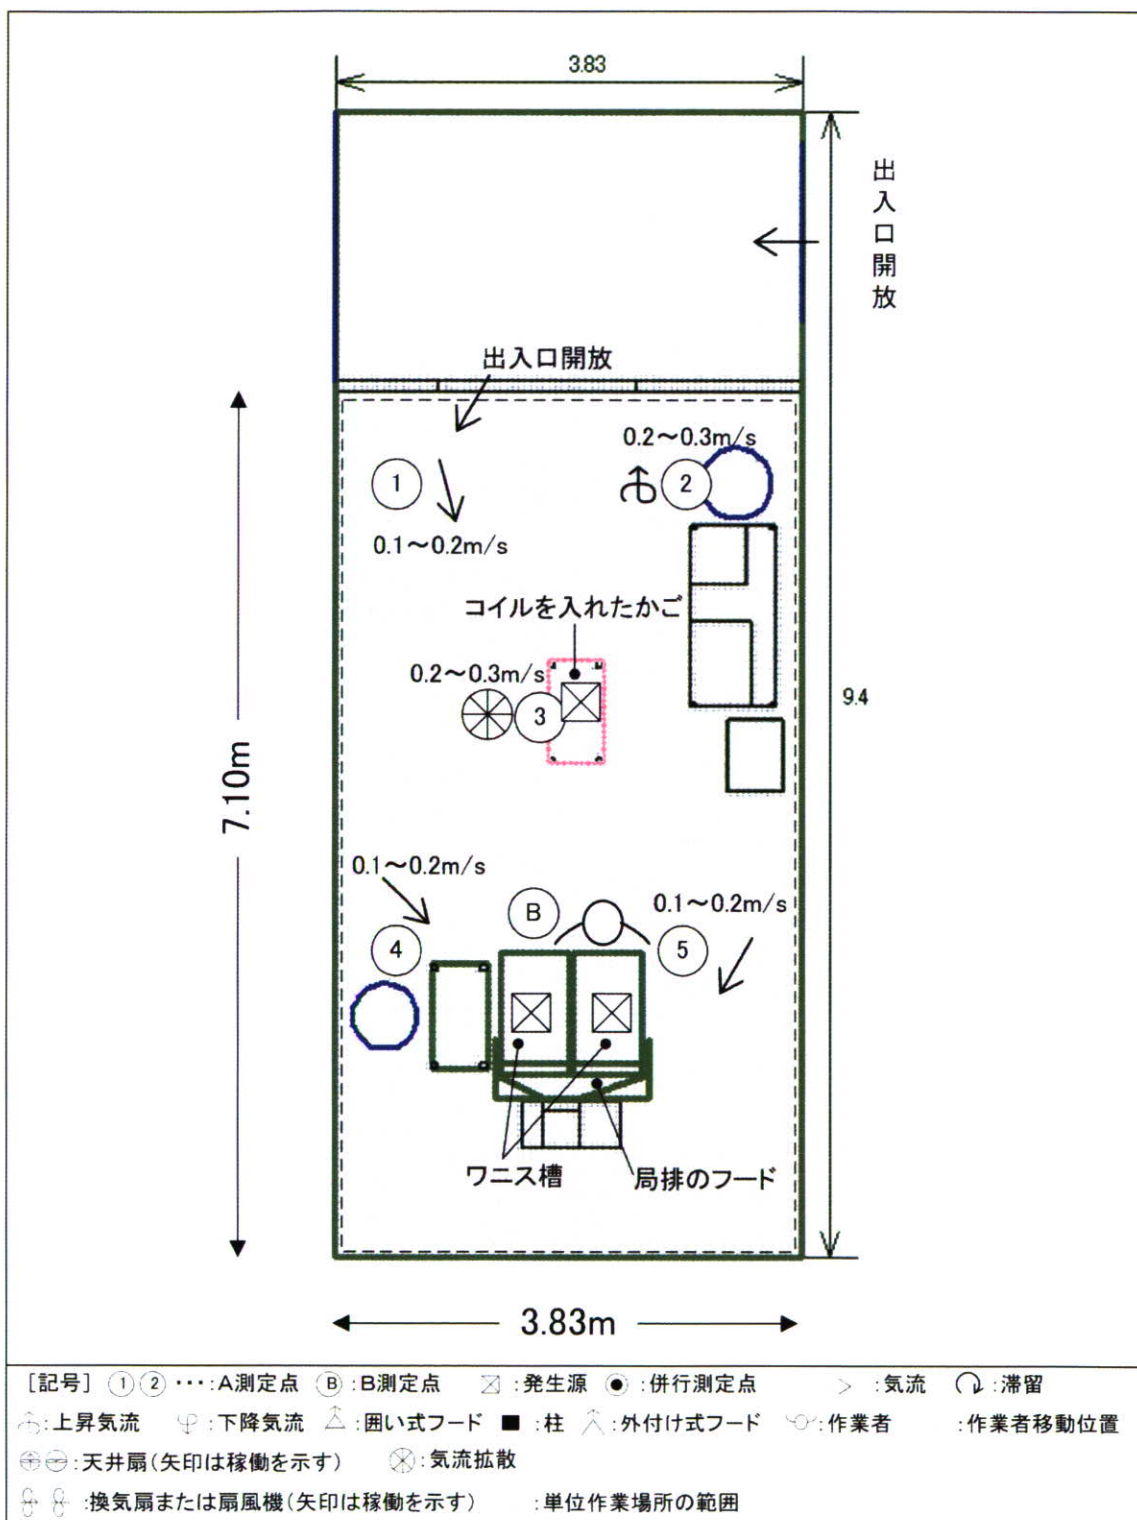 3.83
出入口開放
出入口開放
0.2～0.3m/s
1
2
0.1～0.2m/s
コイルを入れたかご
0.2～0.3m/s
3
9.4
7.10m
0.1～0.2m/s
0.1～0.2m/s
B
4
5
ワニス槽
局排のフード
3.83m
[記号] ①② ･･･:A測定点 Ⓑ:B測定点 :発生源 :併行測定点 :気流 :滞留
:上昇気流 :下降気流 :囲い式フード :柱 :外付け式フード :作業者 :作業者移動位置
:天井扇(矢印は稼働を示す) :気流拡散
:換気扇または扇風機(矢印は稼働を示す) :単位作業場所の範囲